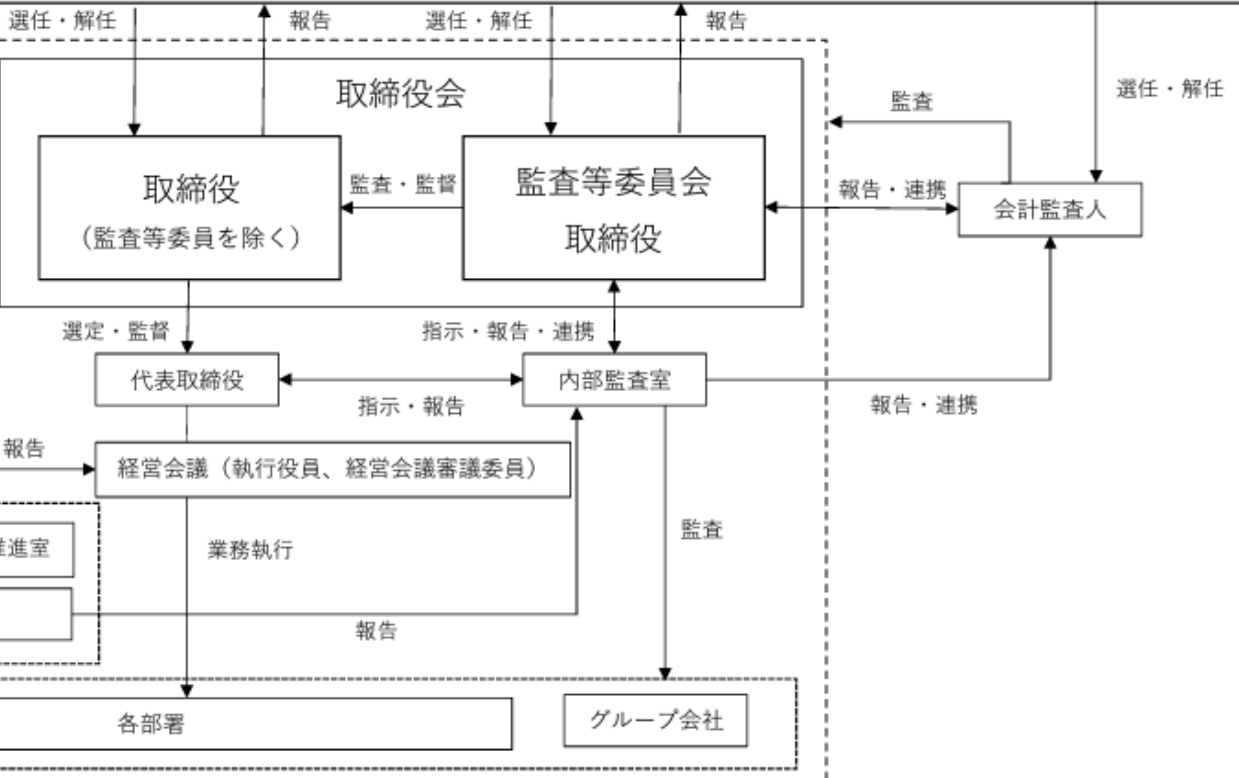 選任・解任
報告
選任・解任
報告
選任・解任
取締役会
監査
取締役
（監査等委員を除く）
監査・監督
監査等委員会
取締役
報告・連携
会計監査人
選定・監督
指示・報告・連携
代表取締役
内部監査室
指示・報告
報告・連携
報告
経営会議（執行役員、経営会議審議委員）
進室
業務執行
監査
報告
各部署
グループ会社